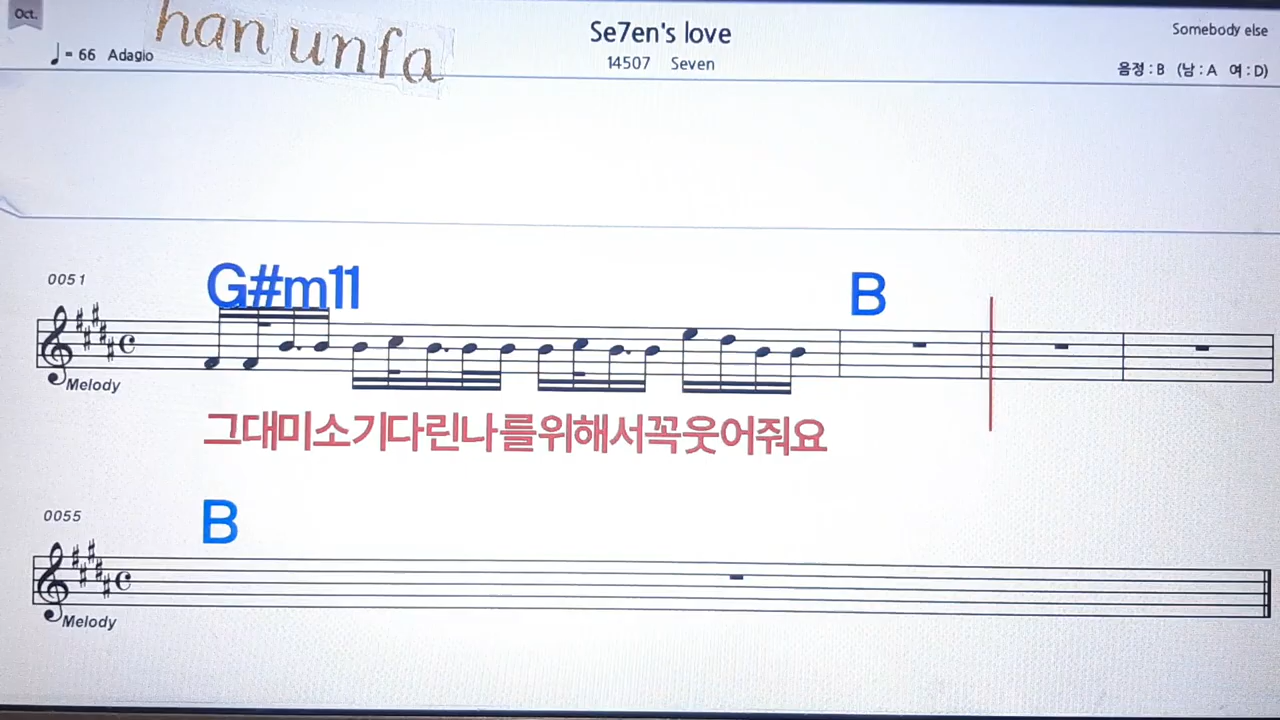 Oct.
han unfa
Se7en's love
Somebody else
♩= 66 Adagio
14507 Seven
음정 : B (남 : A 여 : D)
0051
G#m11 B
Melody
그대미소기다린나를위해서꼭웃어줘요
0055
B
Melody